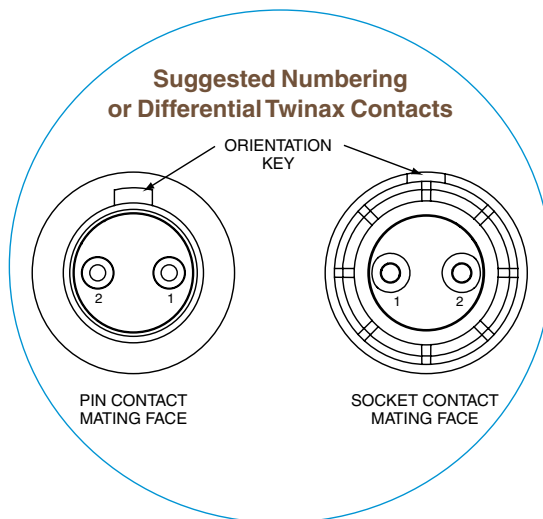 Suggested Numbering
or Differential Twinax Contacts
ORIENTATION
KEY
2 1
1 2
PIN CONTACT
MATING FACE
SOCKET CONTACT
MATING FACE